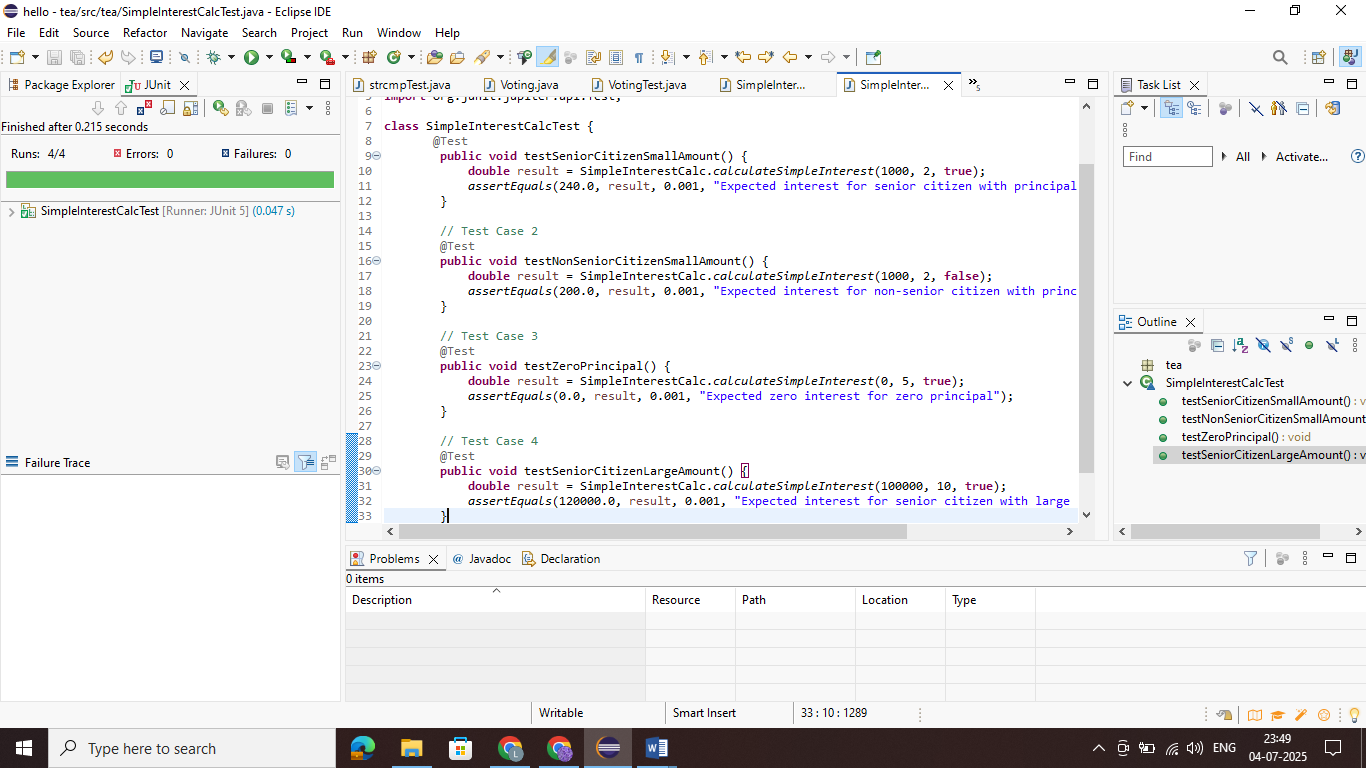 hello - tea/src/tea/SimpleInterestCalcTest.java - Eclipse IDE
File Edit Source Refactor Navigate Search Project Run Window Help
Package Explorer JUnit
Finished after 0.215 seconds
Runs: 4/4 Errors: 0 Failures: 0
SimpleInterestCalcTest [Runner: JUnit 5] (0.047 s)
Failure Trace
strcmpTest.java Voting.java VotingTest.java SimpleInter... SimpleInter... »5
5 import org.junit.jupiter.api.Test;
6
7 class SimpleInterestCalcTest {
8 @Test
9 public void testSeniorCitizenSmallAmount() {
10 double result = SimpleInterestCalc.calculateSimpleInterest(1000, 2, true);
11 assertEquals(240.0, result, 0.001, "Expected interest for senior citizen with principal
12 }
13
14 // Test Case 2
15 @Test
16 public void testNonSeniorCitizenSmallAmount() {
17 double result = SimpleInterestCalc.calculateSimpleInterest(1000, 2, false);
18 assertEquals(200.0, result, 0.001, "Expected interest for non-senior citizen with princ
19 }
20
21 // Test Case 3
22 @Test
23 public void testZeroPrincipal() {
24 double result = SimpleInterestCalc.calculateSimpleInterest(0, 5, true);
25 assertEquals(0.0, result, 0.001, "Expected zero interest for zero principal");
26 }
27
28 // Test Case 4
29 @Test
30 public void testSeniorCitizenLargeAmount() {
31 double result = SimpleInterestCalc.calculateSimpleInterest(100000, 10, true);
32 assertEquals(120000.0, result, 0.001, "Expected interest for senior citizen with large
33 }
Task List
Find All Activate...
Outline
tea
SimpleInterestCalcTest
testSeniorCitizenSmallAmount() : v
testNonSeniorCitizenSmallAmount
testZeroPrincipal() : void
testSeniorCitizenLargeAmount() : v
Problems @ Javadoc Declaration
0 items
Description Resource Path Location Type
Writable Smart Insert 33 : 10 : 1289
Type here to search
ENG
23:49
04-07-2025